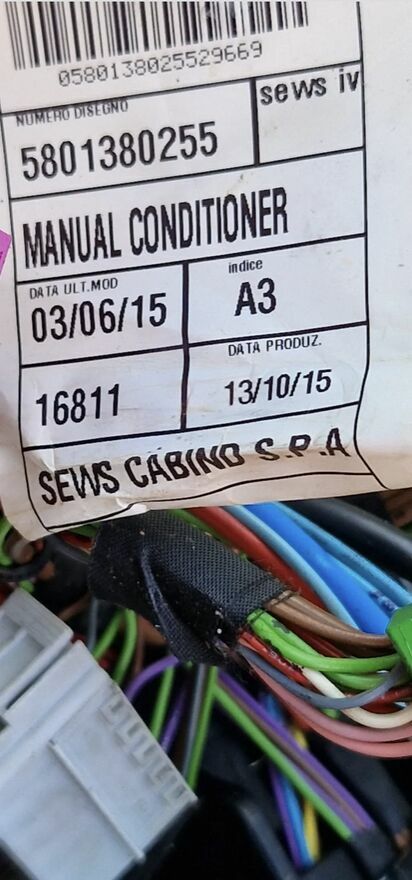 0580138025529669
NUMERO DISEGNO
sews iv
5801380255
MANUAL CONDITIONER
DATA ULT.MOD
indice
03/06/15
A3
DATA PRODUZ.
16811
13/10/15
SEWS CABIND S.P.A